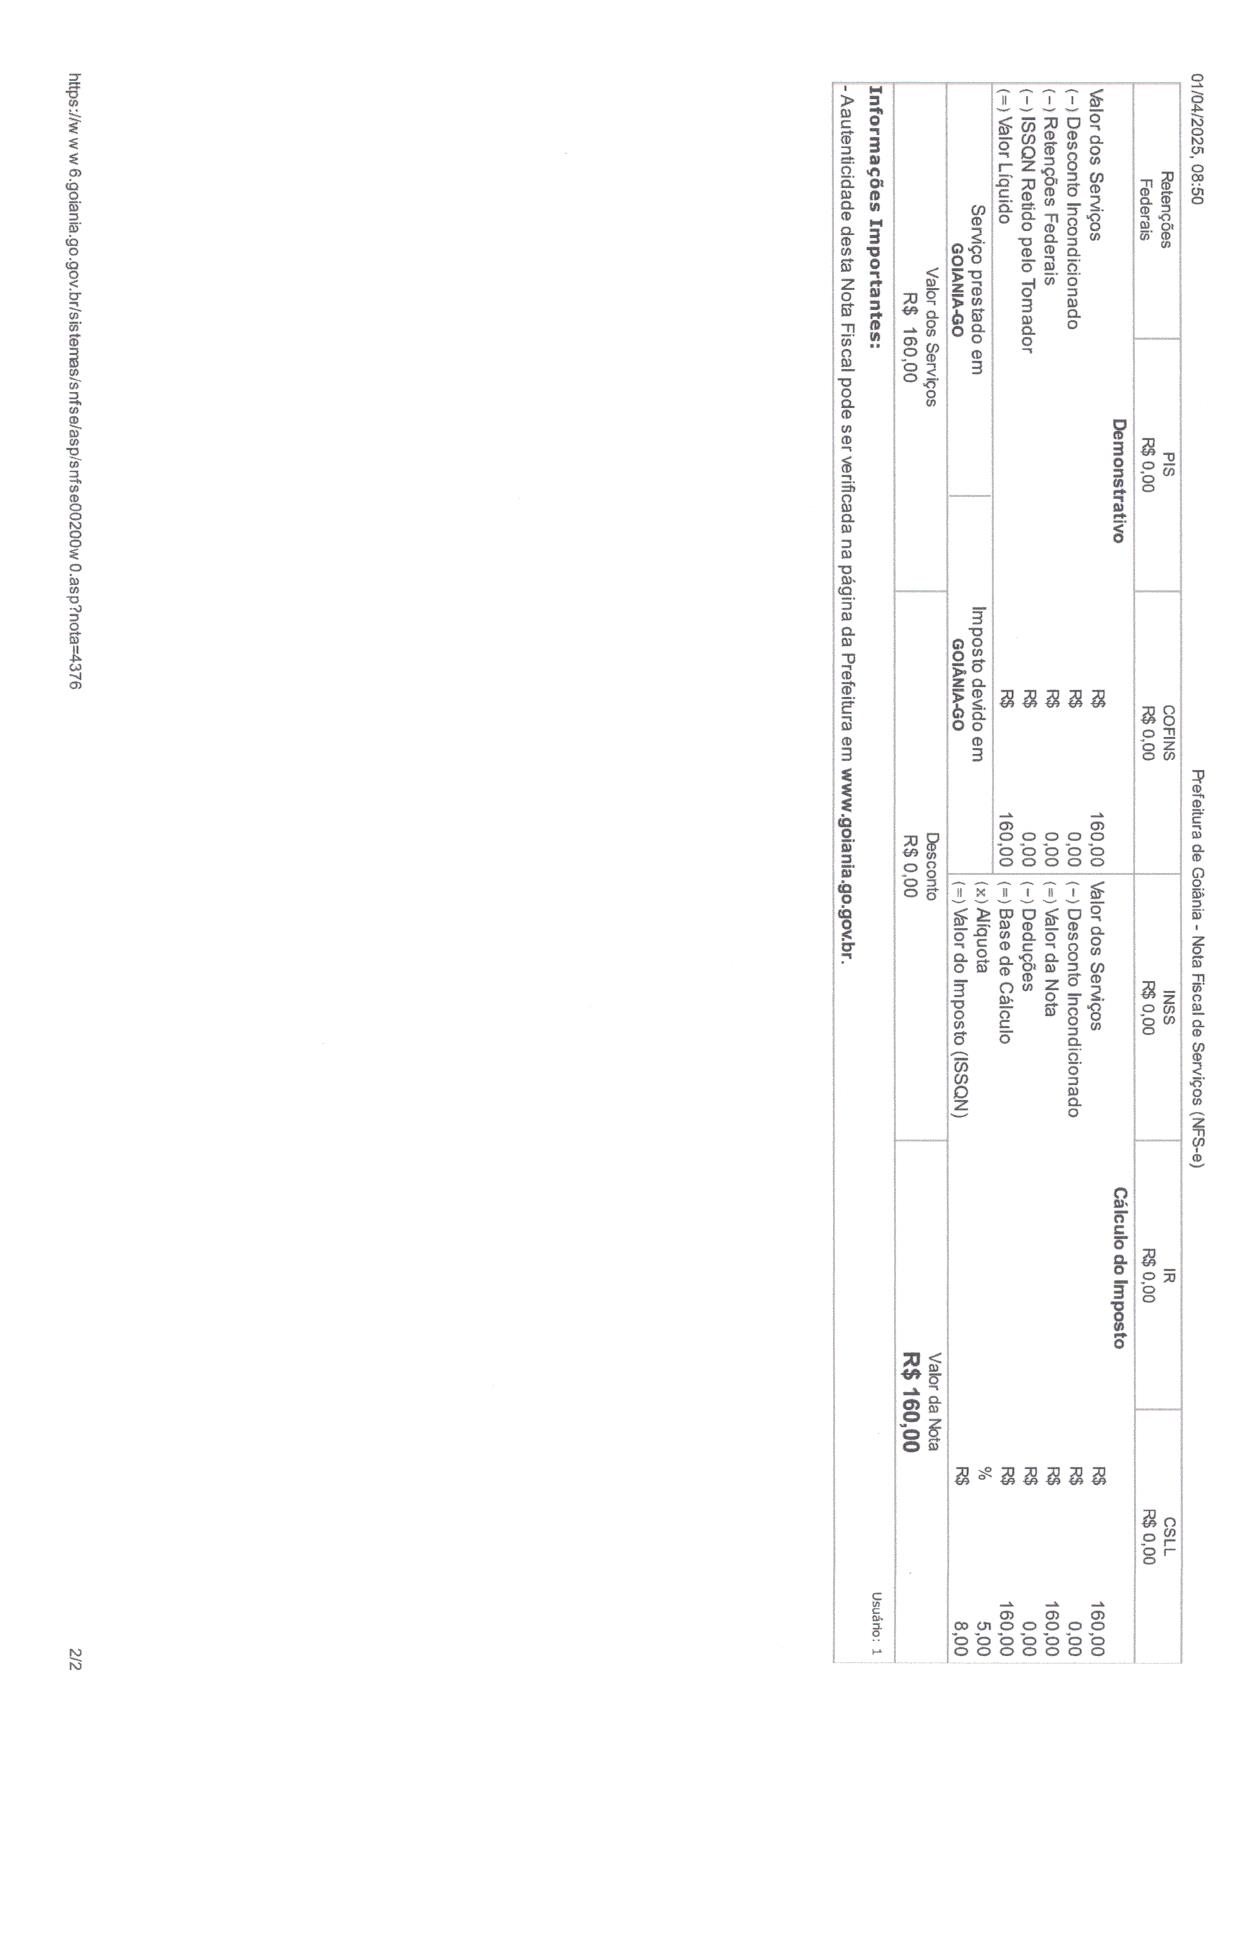 01/04/2025, 08:50 Prefeitura de Goiânia - Nota Fiscal de Serviços (NFS-e)
Retenções PIS COFINS INSS IR CSLL
Federais R$ 0,00 R$ 0,00 R$ 0,00 R$ 0,00 R$ 0,00
Demonstrativo Cálculo do Imposto
Valor dos Serviços R$ 160,00 Valor dos Serviços R$ 160,00
(-) Desconto Incondicionado R$ 0,00 (-) Desconto Incondicionado R$ 0,00
(-) Retenções Federais R$ 0,00 (=) Valor da Nota R$ 160,00
(-) ISSQN Retido pelo Tomador R$ 0,00 (-) Deduções R$ 0,00
(=) Valor Líquido R$ 160,00 (=) Base de Cálculo R$ 160,00
Serviço prestado em Imposto devido em (x) Alíquota % 5,00
GOIANIA-GO GOIÂNIA-GO (=) Valor do Imposto (ISSQN) R$ 8,00
Valor dos Serviços Desconto Valor da Nota
R$ 160,00 R$ 0,00 R$ 160,00
Informações Importantes: Usuário: 1
- A autenticidade desta Nota Fiscal pode ser verificada na página da Prefeitura em www.goiania.go.gov.br.
https://www6.goiania.go.gov.br/sistemas/snfse/asp/snfse00200w0.asp?nota=4376 2/2